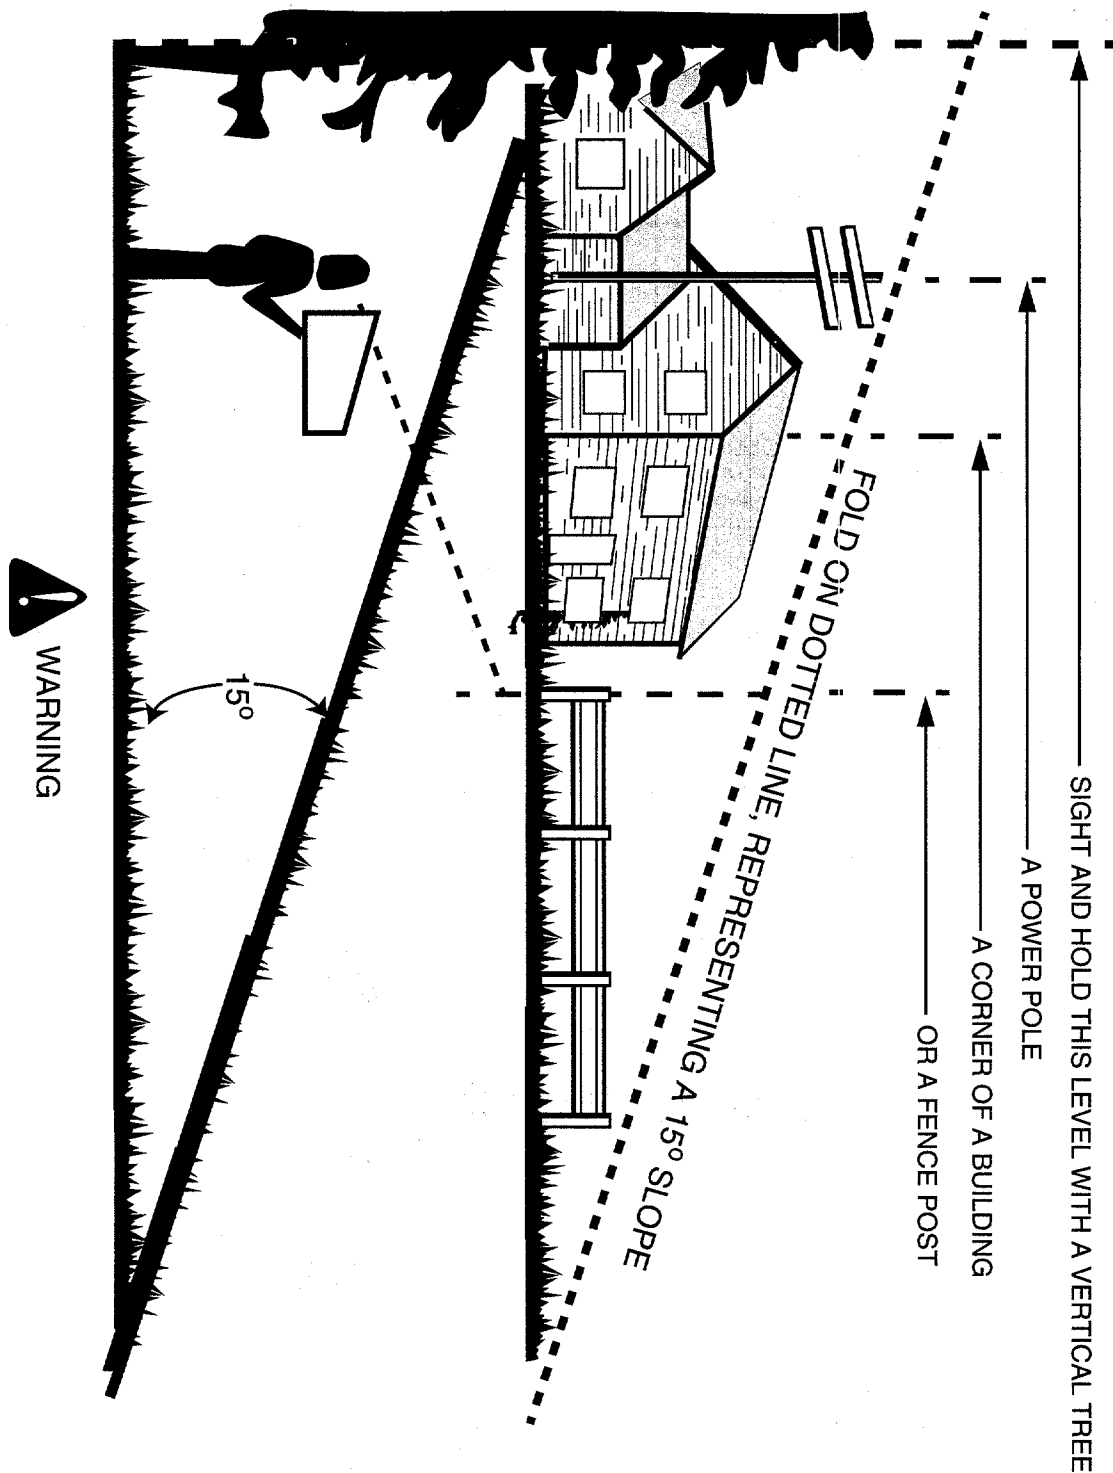 SIGHT AND HOLD THIS LEVEL WITH A VERTICAL TREE
A POWER POLE
A CORNER OF A BUILDING
OR A FENCE POST
FOLD ON DOTTED LINE, REPRESENTING A 15° SLOPE
15°
WARNING